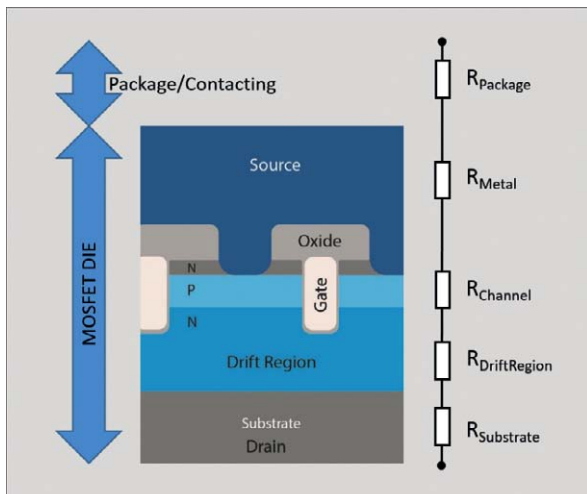 Package/Contacting
MOSFET DIE
Source
Oxide
N
P
N
Gate
Drift Region
Substrate
Drain
RPackage
RMetal
RChannel
RDriftRegion
RSubstrate